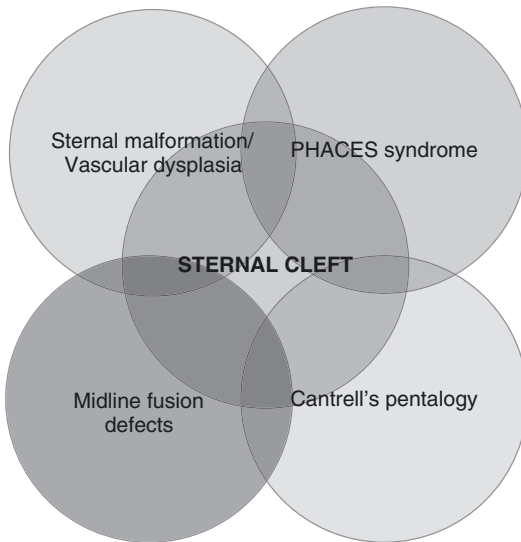 Sternal malformation/
Vascular dysplasia
PHACES syndrome
STERNAL CLEFT
Midline fusion
defects
Cantrell's pentalogy